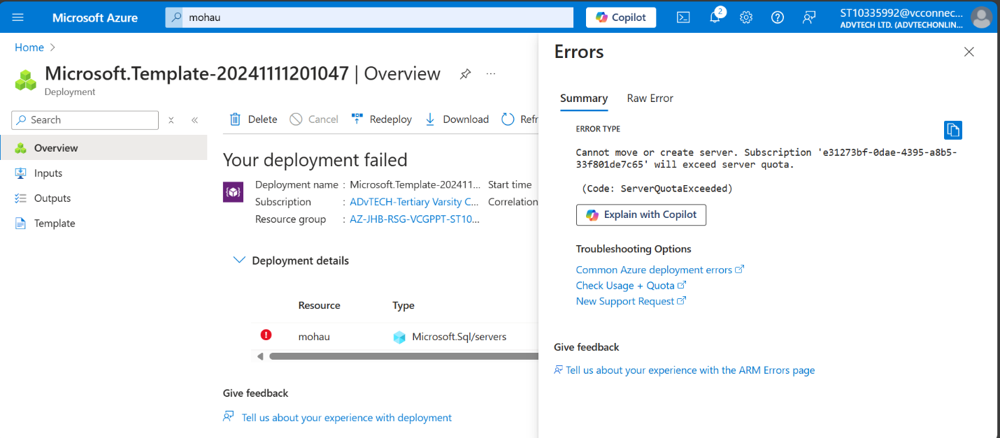 Microsoft Azure
mohau
Copilot
2
ST10335992@vcconnec...
ADVTECH LTD. (ADVTECHONLIN...
Home
Microsoft.Template-20241111201047 | Overview
Deployment
Search
Overview
Inputs
Outputs
Template
Delete
Cancel
Redeploy
Download
Refr
Your deployment failed
Deployment name : Microsoft.Template-202411... Start time
Subscription : ADvTECH-Tertiary Varsity C... Correlation
Resource group : AZ-JHB-RSG-VCGPPT-ST10...
Deployment details
Resource Type
mohau Microsoft.Sql/servers
Give feedback
Tell us about your experience with deployment
Errors
Summary Raw Error
ERROR TYPE
Cannot move or create server. Subscription 'e31273bf-0dae-4395-a8b5-
33f801de7c65' will exceed server quota.
(Code: ServerQuotaExceeded)
Explain with Copilot
Troubleshooting Options
Common Azure deployment errors
Check Usage + Quota
New Support Request
Give feedback
Tell us about your experience with the ARM Errors page